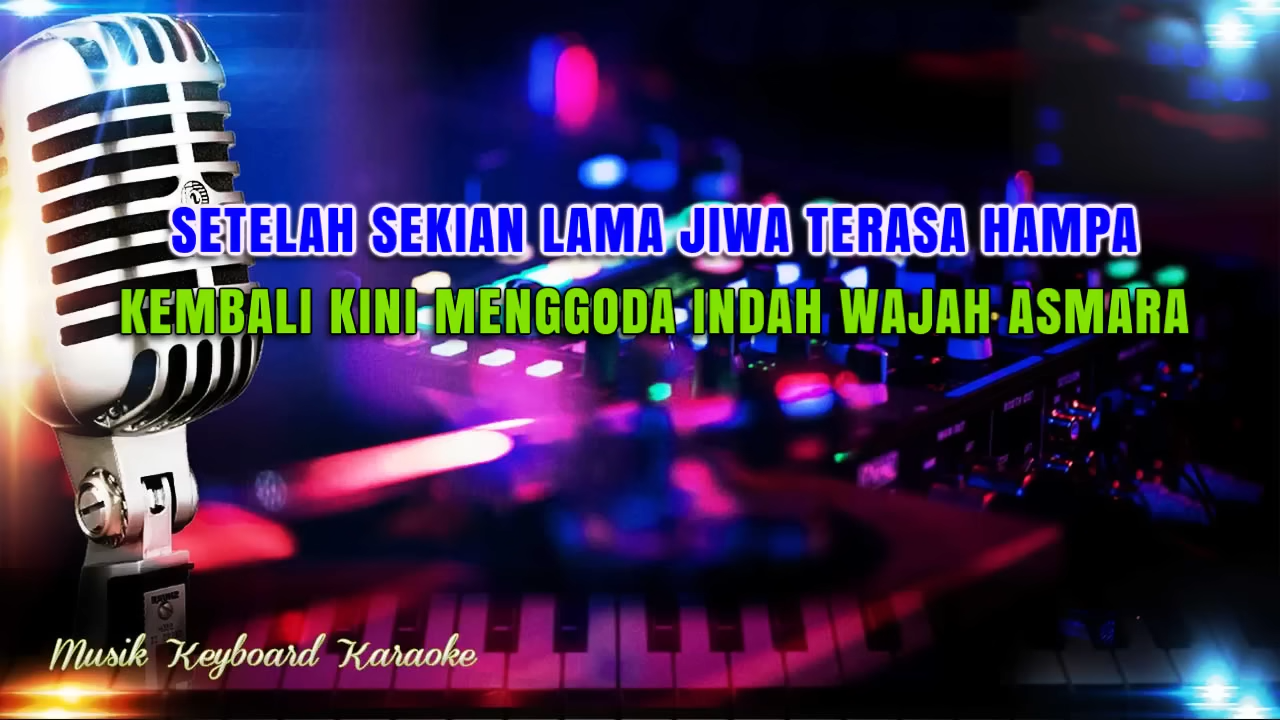 SETELAH SEKIAN LAMA JIWA TERASA HAMPA
KEMBALI KINI MENGGODA INDAH WAJAH ASMARA
Musik Keyboard Karaoke